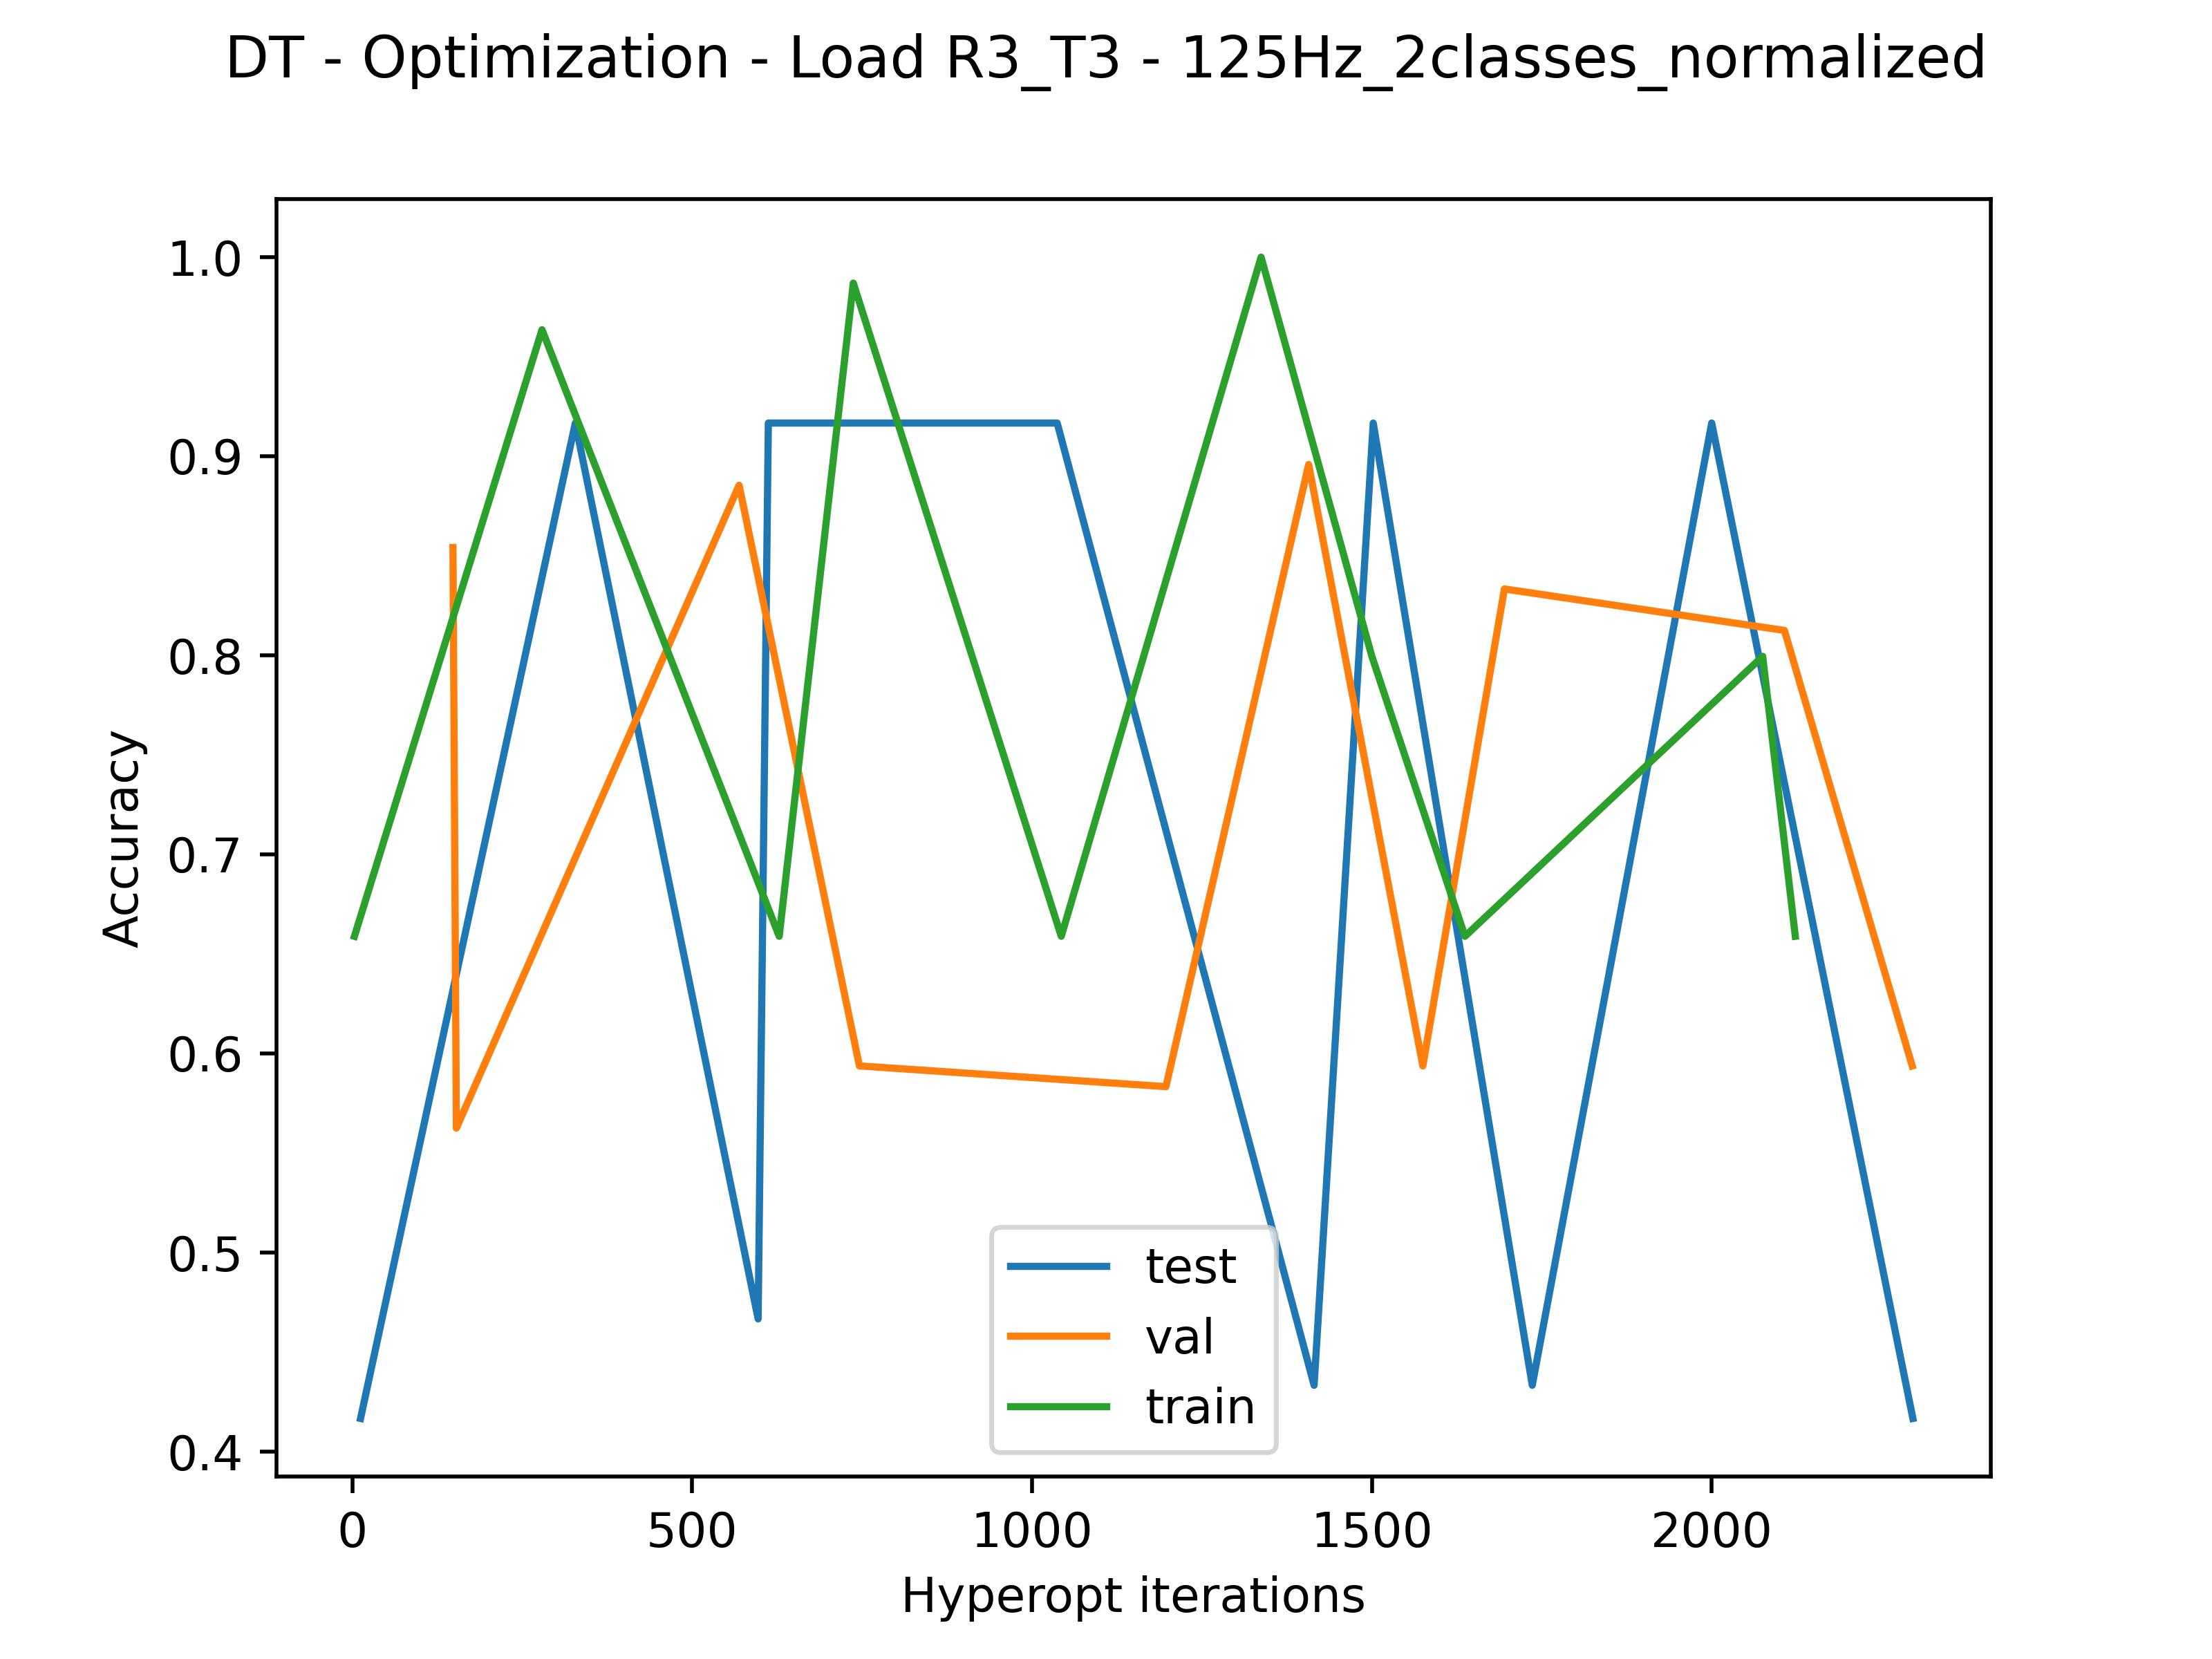 DT - Optimization - Load R3_T3 - 125Hz_2classes_normalized
1.0
0.9
0.8
0.7
0.6
0.5
0.4
Accuracy
test
val
train
0 500 1000 1500 2000
Hyperopt iterations